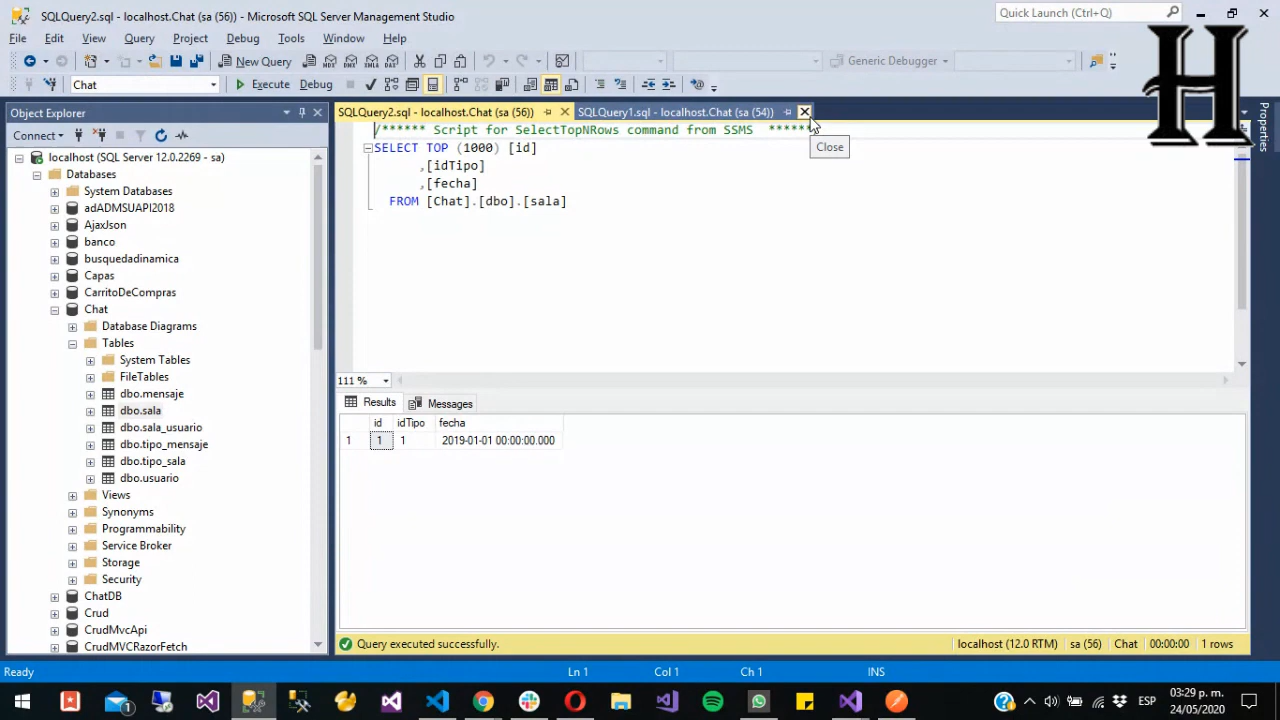 SQLQuery2.sql - localhost.Chat (sa (56)) - Microsoft SQL Server Management Studio
Quick Launch (Ctrl+Q)
File Edit View Query Project Debug Tools Window Help
New Query
Generic Debugger
Chat Execute Debug
H
Object Explorer
SQLQuery2.sql - localhost.Chat (sa (56))
SQLQuery1.sql - localhost.Chat (sa (54))
Properties
Connect
Close
/****** Script for SelectTopNRows command from SSMS ******
SELECT TOP (1000) [id]
,[idTipo]
,[fecha]
FROM [Chat].[dbo].[sala]
localhost (SQL Server 12.0.2269 - sa)
Databases
System Databases
adADMSUAPI2018
AjaxJson
banco
busquedadinamica
Capas
CarritoDeCompras
Chat
Database Diagrams
Tables
System Tables
FileTables
dbo.mensaje
dbo.sala
dbo.sala_usuario
dbo.tipo_mensaje
dbo.tipo_sala
dbo.usuario
Views
Synonyms
Programmability
Service Broker
Storage
Security
ChatDB
Crud
CrudMvcApi
CrudMVCRazorFetch
111 %
Results Messages
id idTipo fecha
1 1 1 2019-01-01 00:00:00.000
Query executed successfully.
localhost (12.0 RTM) sa (56) Chat 00:00:00 1 rows
Ready Ln 1 Col 1 Ch 1 INS
1
ESP
03:29 p. m.
24/05/2020